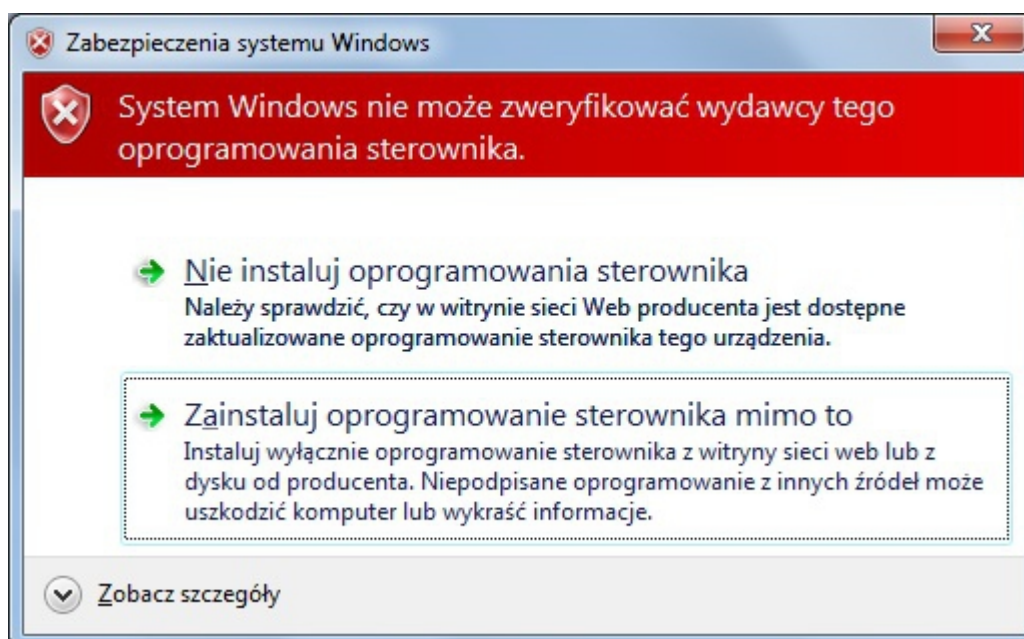 Zabezpieczenia systemu Windows
System Windows nie może zweryfikować wydawcy tego
oprogramowania sterownika.
Nie instaluj oprogramowania sterownika
Należy sprawdzić, czy w witrynie sieci Web producenta jest dostępne
zaktualizowane oprogramowanie sterownika tego urządzenia.
Zainstaluj oprogramowanie sterownika mimo to
Instaluj wyłącznie oprogramowanie sterownika z witryny sieci web lub z
dysku od producenta. Niepodpisane oprogramowanie z innych źródeł może
uszkodzić komputer lub wykraść informacje.
Zobacz szczegóły